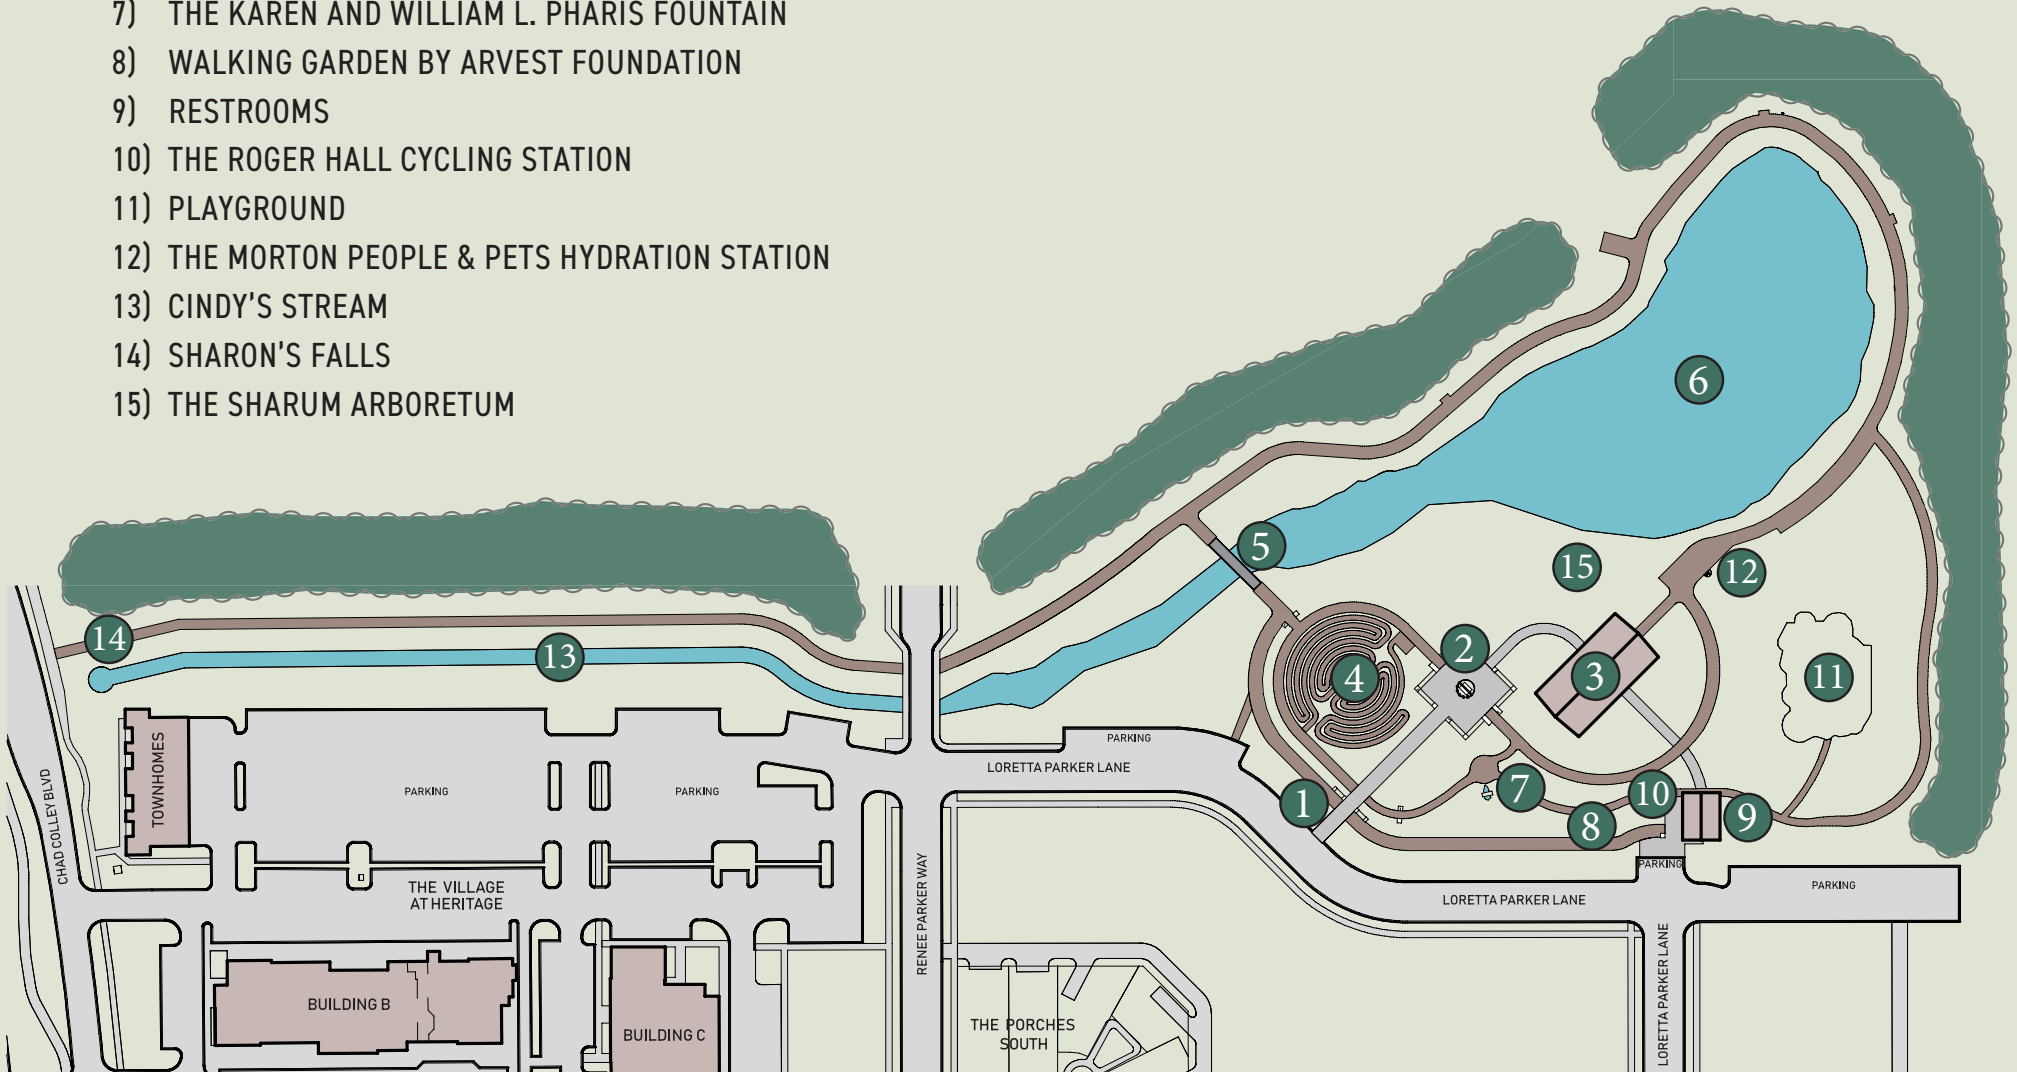 7) THE KAREN AND WILLIAM L. PHARIS FOUNTAIN
8) WALKING GARDEN BY ARVEST FOUNDATION
9) RESTROOMS
10) THE ROGER HALL CYCLING STATION
11) PLAYGROUND
12) THE MORTON PEOPLE & PETS HYDRATION STATION
13) CINDY'S STREAM
14) SHARON'S FALLS
15) THE SHARUM ARBORETUM
6
5
15
12
14
13
2
4
3
11
TOWNHOMES
PARKING
LORETTA PARKER LANE
CHAD COLLEY BLVD
PARKING
PARKING
1
7
10
8
9
PARKING
PARKING
THE VILLAGE
AT HERITAGE
LORETTA PARKER LANE
RENEE PARKER WAY
LORETTA PARKER LANE
BUILDING B
BUILDING C
THE PORCHES
SOUTH